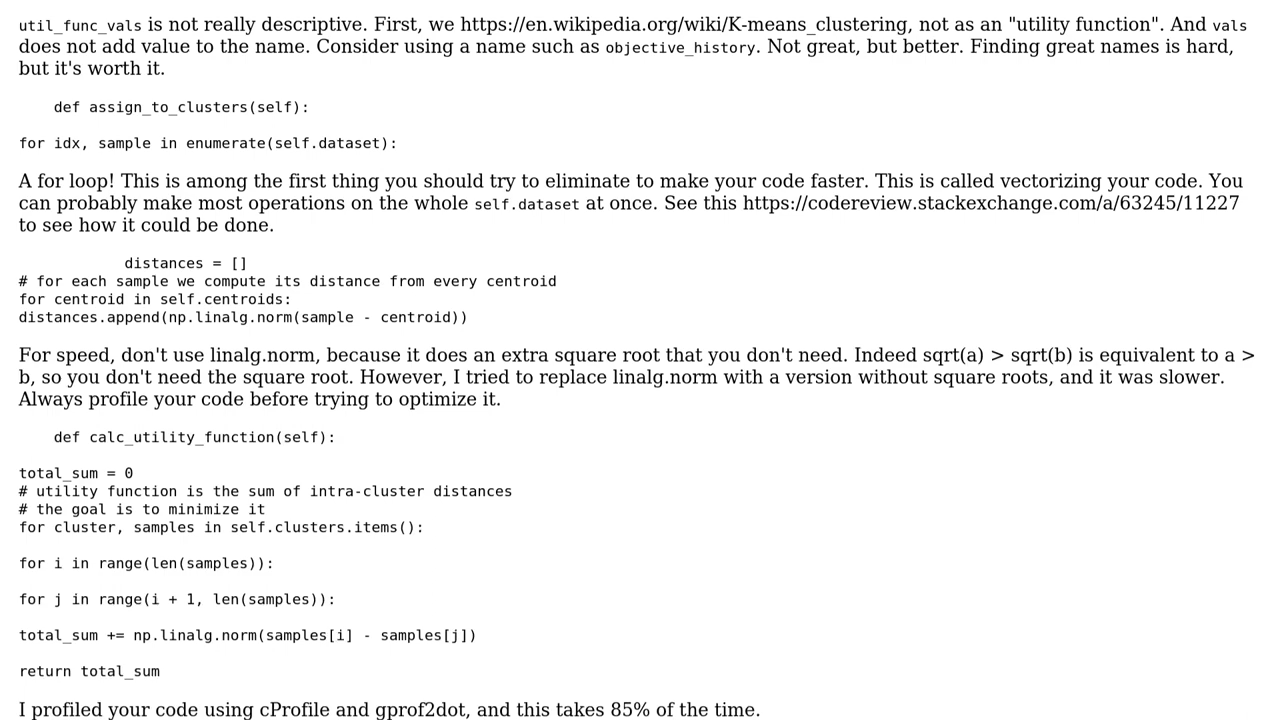 util_func_vals is not really descriptive. First, we https://en.wikipedia.org/wiki/K-means_clustering, not as an "utility function". And vals
does not add value to the name. Consider using a name such as objective_history. Not great, but better. Finding great names is hard,
but it's worth it.
def assign_to_clusters(self):
for idx, sample in enumerate(self.dataset):
A for loop! This is among the first thing you should try to eliminate to make your code faster. This is called vectorizing your code. You
can probably make most operations on the whole self.dataset at once. See this https://codereview.stackexchange.com/a/63245/11227
to see how it could be done.
distances = []
# for each sample we compute its distance from every centroid
for centroid in self.centroids:
distances.append(np.linalg.norm(sample - centroid))
For speed, don't use linalg.norm, because it does an extra square root that you don't need. Indeed sqrt(a) > sqrt(b) is equivalent to a >
b, so you don't need the square root. However, I tried to replace linalg.norm with a version without square roots, and it was slower.
Always profile your code before trying to optimize it.
def calc_utility_function(self):
total_sum = 0
# utility function is the sum of intra-cluster distances
# the goal is to minimize it
for cluster, samples in self.clusters.items():
for i in range(len(samples)):
for j in range(i + 1, len(samples)):
total_sum += np.linalg.norm(samples[i] - samples[j])
return total_sum
I profiled your code using cProfile and gprof2dot, and this takes 85% of the time.